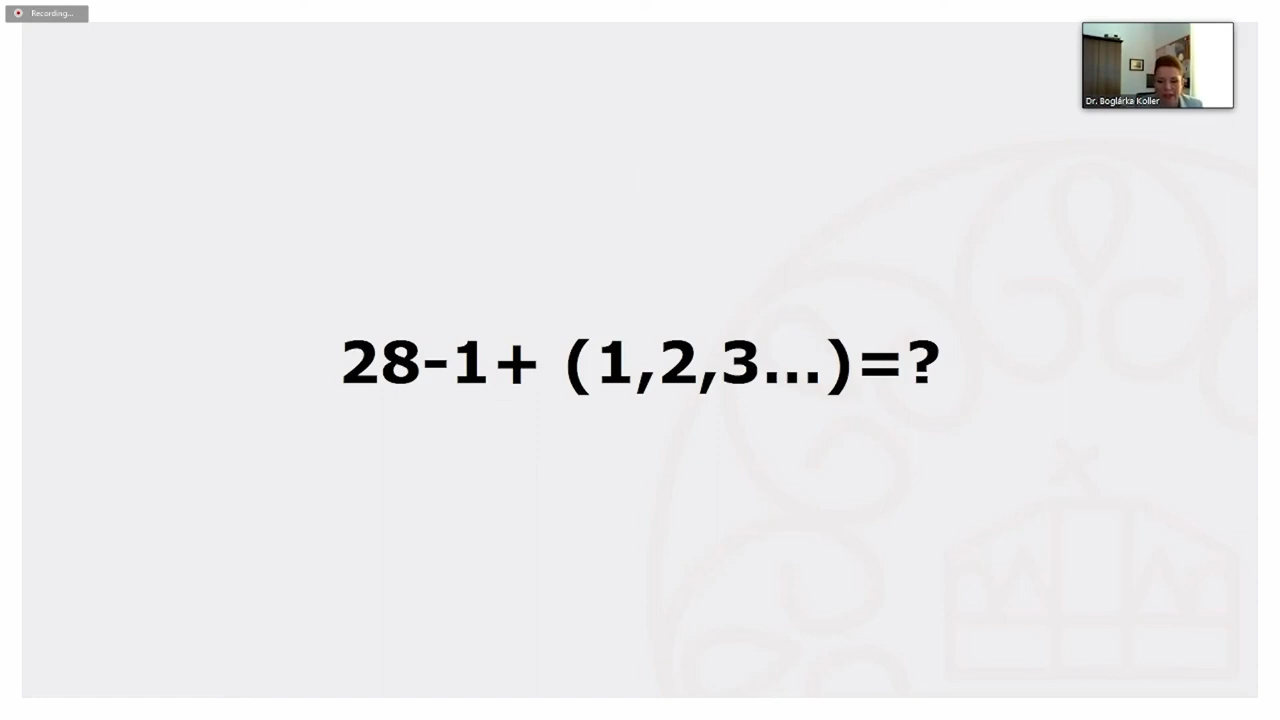 Recording...
Dr. Boglárka Koller
28-1+ (1,2,3...)=?